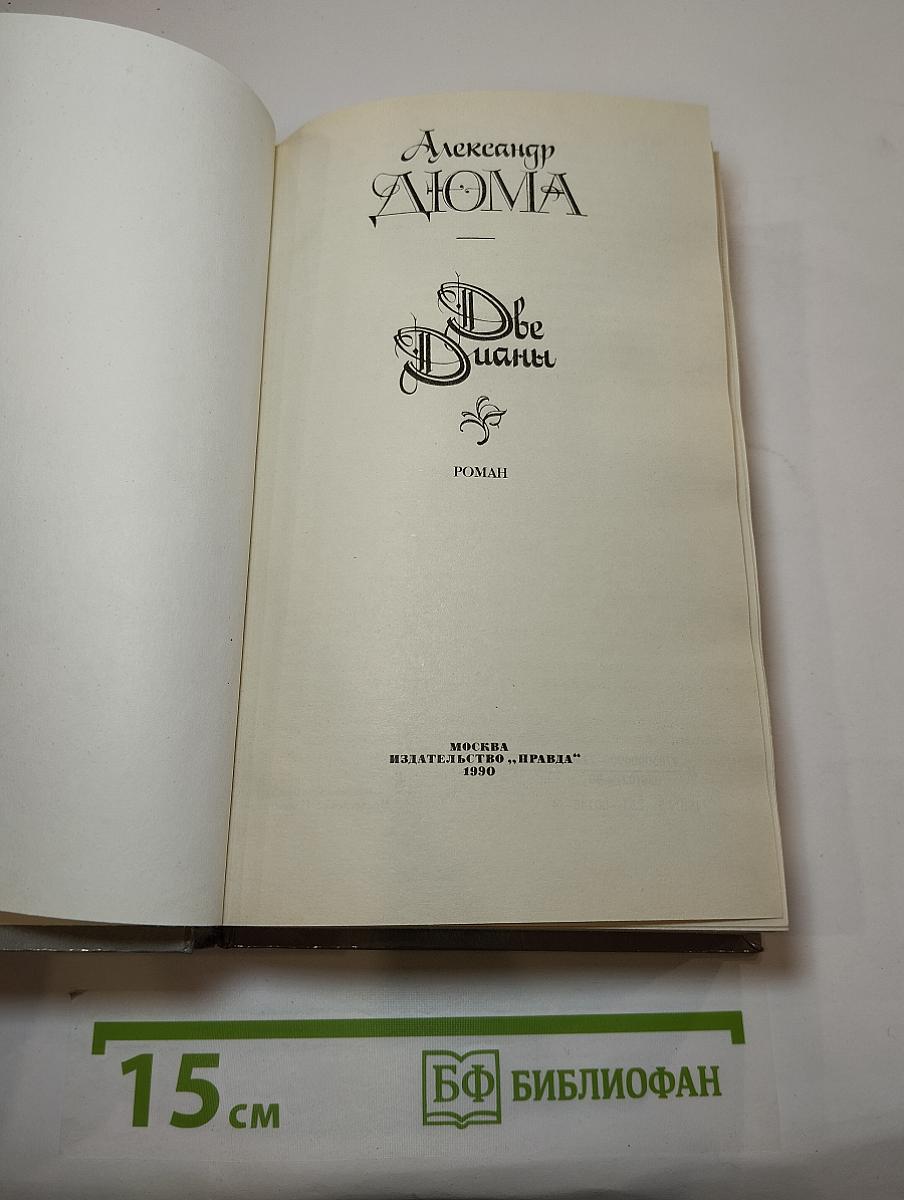 Александр
ДЮМА
Две
Дианы
РОМАН
МОСКВА
ИЗДАТЕЛЬСТВО „ПРАВДА“
1990
15 см
БФ БИБЛИОФАН